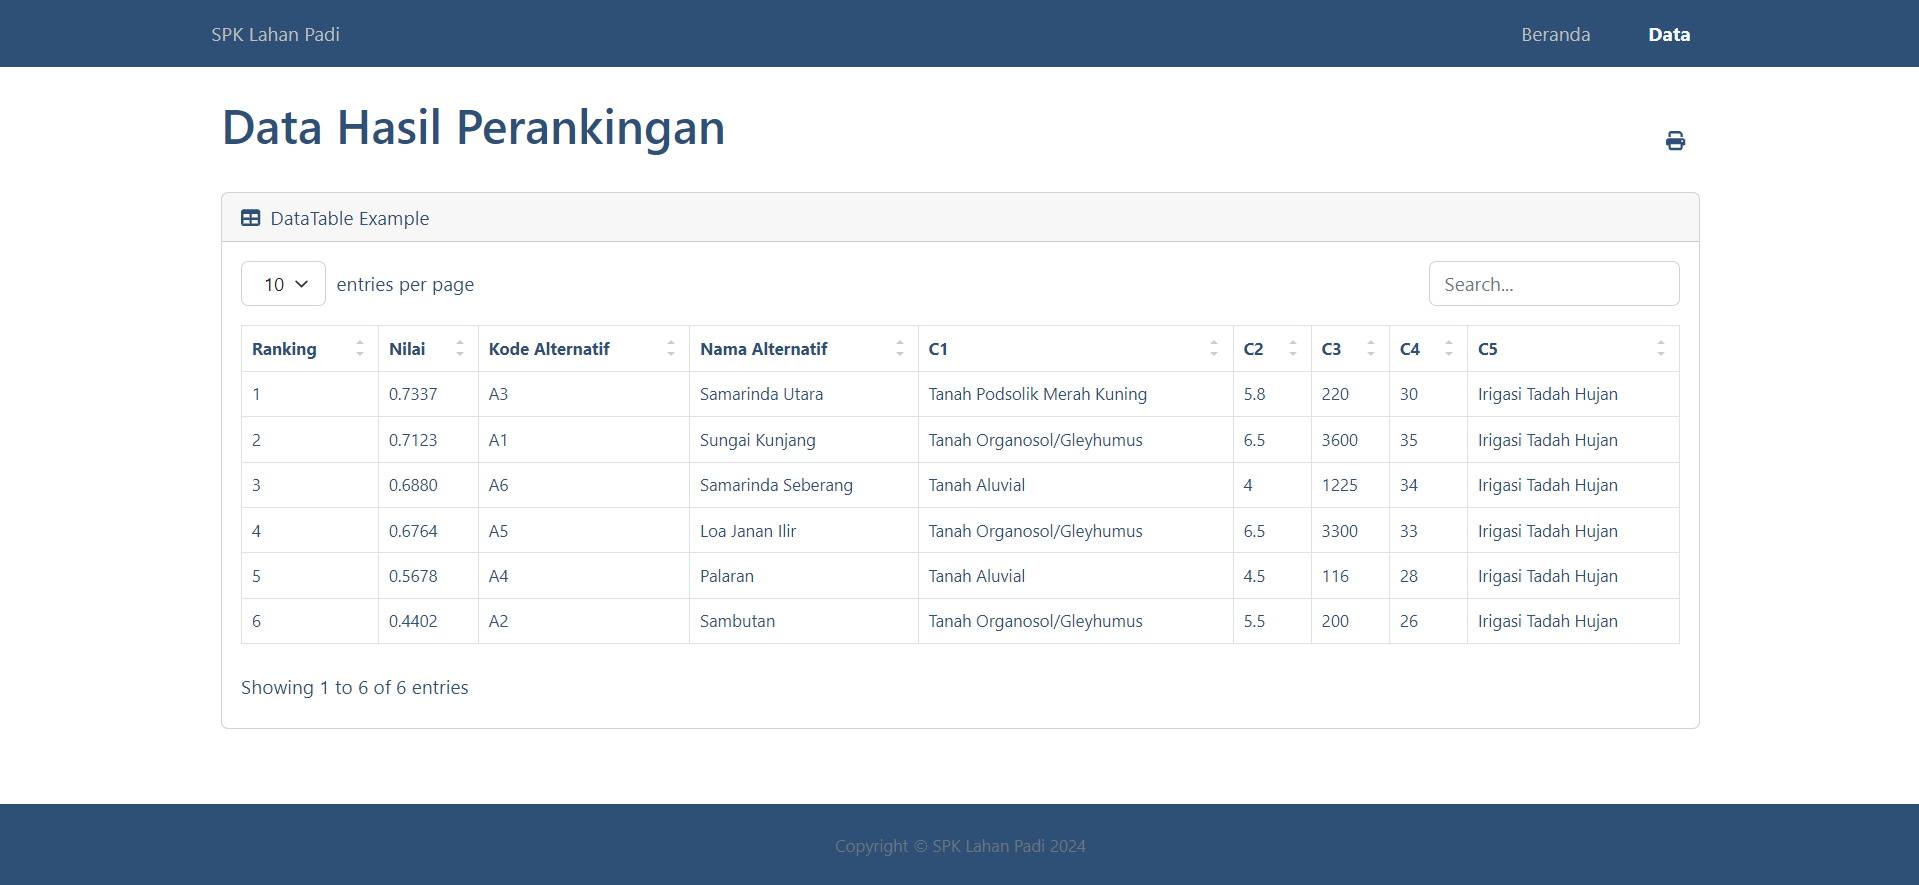 SPK Lahan Padi Beranda Data
Data Hasil Perankingan
DataTable Example
10 entries per page Search...
Ranking Nilai Kode Alternatif Nama Alternatif C1 C2 C3 C4 C5
1 0.7337 A3 Samarinda Utara Tanah Podsolik Merah Kuning 5.8 220 30 Irigasi Tadah Hujan
2 0.7123 A1 Sungai Kunjang Tanah Organosol/Gleyhumus 6.5 3600 35 Irigasi Tadah Hujan
3 0.6880 A6 Samarinda Seberang Tanah Aluvial 4 1225 34 Irigasi Tadah Hujan
4 0.6764 A5 Loa Janan Ilir Tanah Organosol/Gleyhumus 6.5 3300 33 Irigasi Tadah Hujan
5 0.5678 A4 Palaran Tanah Aluvial 4.5 116 28 Irigasi Tadah Hujan
6 0.4402 A2 Sambutan Tanah Organosol/Gleyhumus 5.5 200 26 Irigasi Tadah Hujan
Showing 1 to 6 of 6 entries
Copyright © SPK Lahan Padi 2024